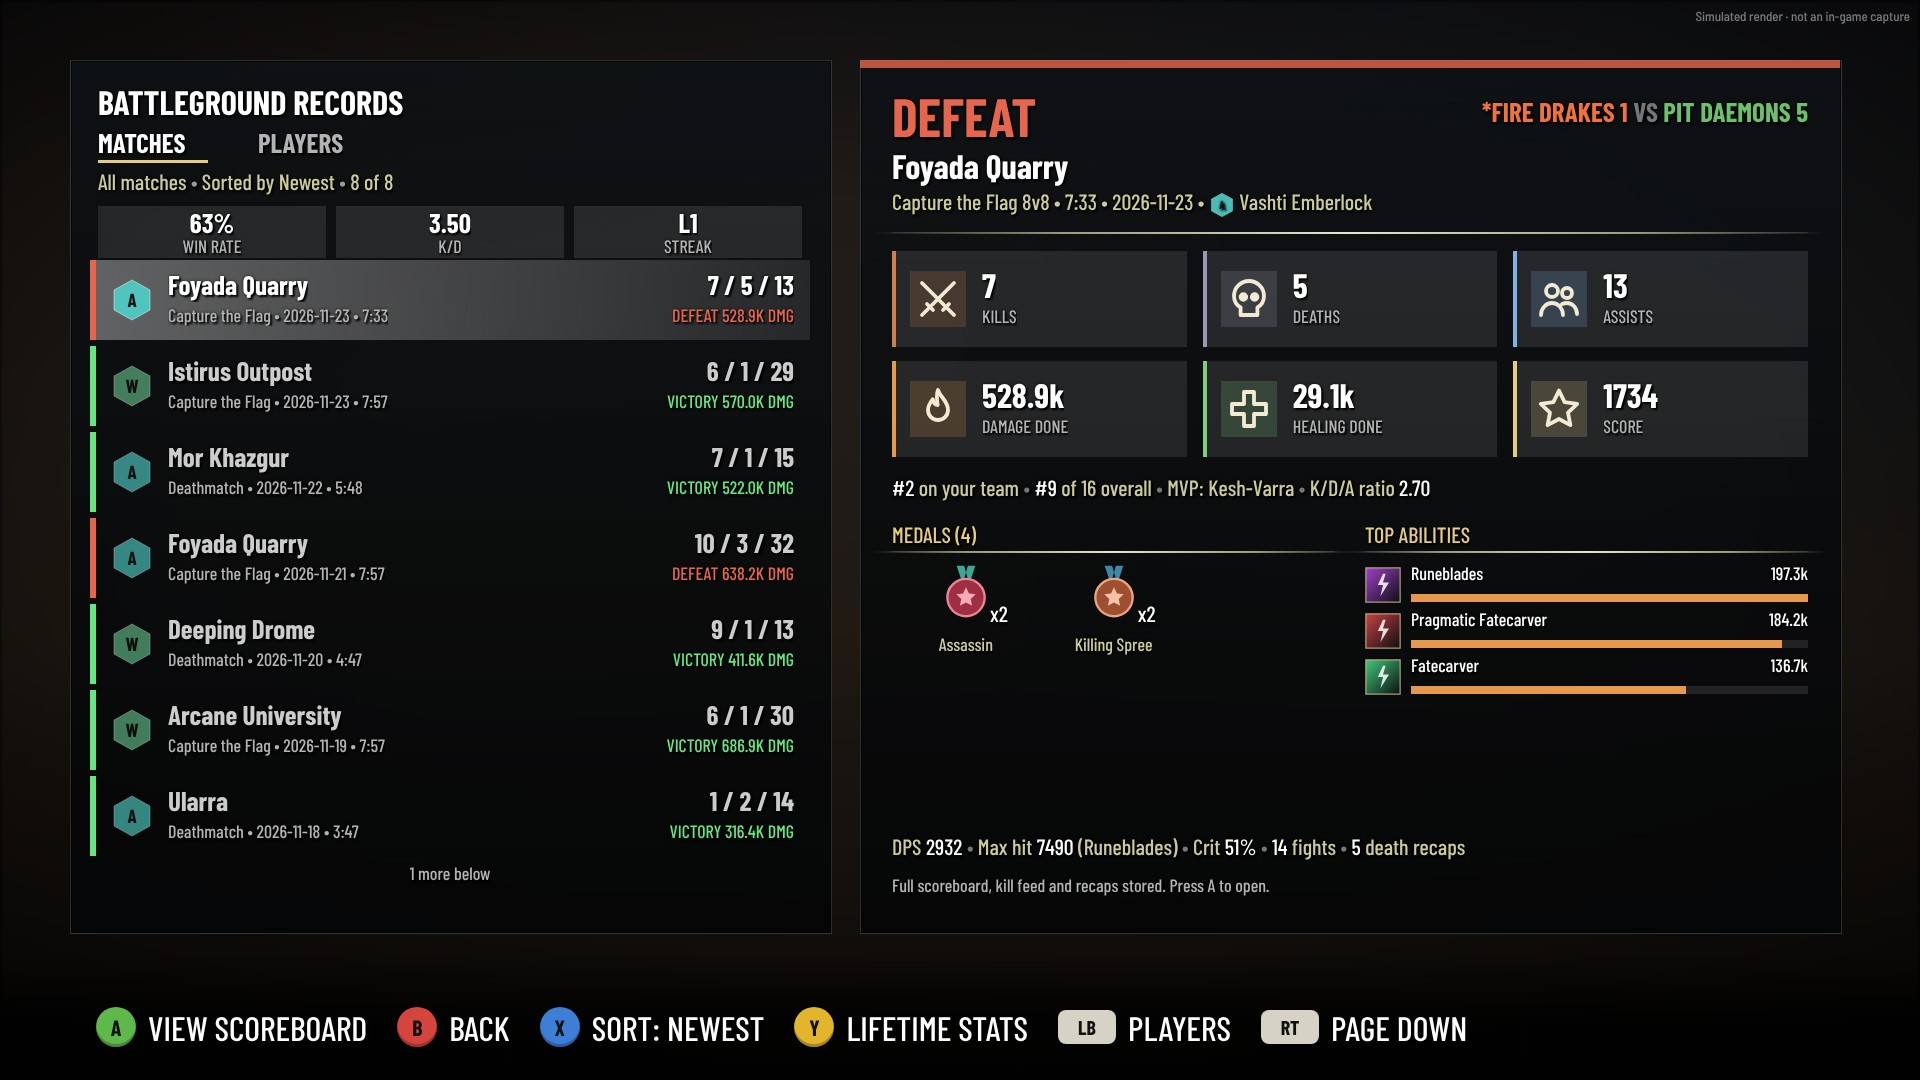 Simulated render · not an in-game capture
BATTLEGROUND RECORDS
MATCHES PLAYERS
All matches • Sorted by Newest • 8 of 8
63% 3.50 L1
WIN RATE K/D STREAK
A Foyada Quarry 7 / 5 / 13
Capture the Flag • 2026-11-23 • 7:33 DEFEAT 528.9K DMG
W Istirus Outpost 6 / 1 / 29
Capture the Flag • 2026-11-23 • 7:57 VICTORY 570.0K DMG
A Mor Khazgur 7 / 1 / 15
Deathmatch • 2026-11-22 • 5:48 VICTORY 522.0K DMG
A Foyada Quarry 10 / 3 / 32
Capture the Flag • 2026-11-21 • 7:57 DEFEAT 638.2K DMG
W Deeping Drome 9 / 1 / 13
Deathmatch • 2026-11-20 • 4:47 VICTORY 411.6K DMG
W Arcane University 6 / 1 / 30
Capture the Flag • 2026-11-19 • 7:57 VICTORY 686.9K DMG
A Ularra 1 / 2 / 14
Deathmatch • 2026-11-18 • 3:47 VICTORY 316.4K DMG
1 more below
DEFEAT *FIRE DRAKES 1 VS PIT DAEMONS 5
Foyada Quarry
Capture the Flag 8v8 • 7:33 • 2026-11-23 • Vashti Emberlock
7 5 13
KILLS DEATHS ASSISTS
528.9k 29.1k 1734
DAMAGE DONE HEALING DONE SCORE
#2 on your team • #9 of 16 overall • MVP: Kesh-Varra • K/D/A ratio 2.70
MEDALS (4) TOP ABILITIES
x2 x2
Assassin Killing Spree
Runeblades 197.3k
Pragmatic Fatecarver 184.2k
Fatecarver 136.7k
DPS 2932 • Max hit 7490 (Runeblades) • Crit 51% • 14 fights • 5 death recaps
Full scoreboard, kill feed and recaps stored. Press A to open.
A VIEW SCOREBOARD B BACK X SORT: NEWEST Y LIFETIME STATS LB PLAYERS RT PAGE DOWN